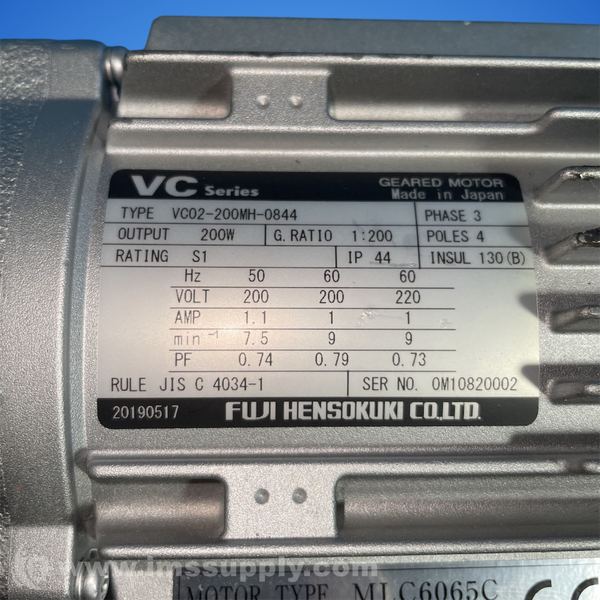 VC Series GEARED MOTOR
Made in Japan
TYPE VC02-200MH-0844 PHASE 3
OUTPUT 200W G.RATIO 1:200 POLES 4
RATING S1 IP 44 INSUL 130(B)
Hz 50 60 60
VOLT 200 200 220
AMP 1.1 1 1
min⁻¹ 7.5 9 9
PF 0.74 0.79 0.73
RULE JIS C 4034-1 SER NO. 0M10820002
20190517 FUJI HENSOKUKI CO.,LTD.
www.imssupply.com
MOTOR TYPE MLC6065C CE